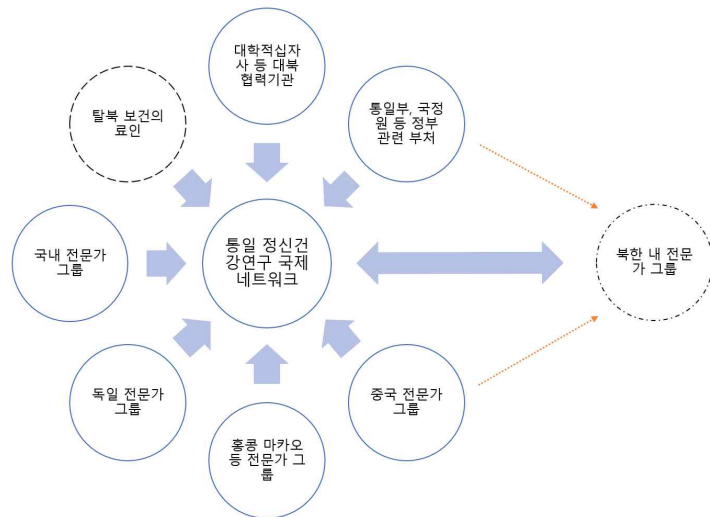 대학적십자
사 등 대북
협력기관
탈북 보건의
료인
통일부, 국정
원 등 정부
관련 부처
국내 전문가
그룹
통일 정신건
강연구 국제
네트워크
북한 내 전문
가 그룹
독일 전문가
그룹
중국 전문가
그룹
홍콩 마카오
등 전문가 그
룹